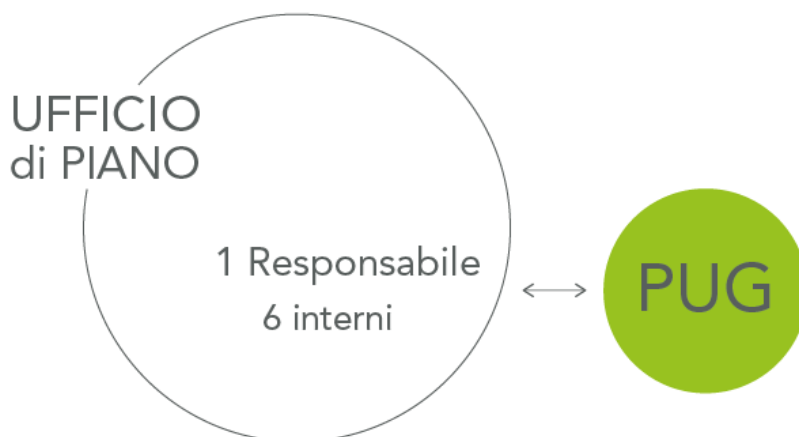 UFFICIO
di PIANO
1 Responsabile
6 interni
PUG